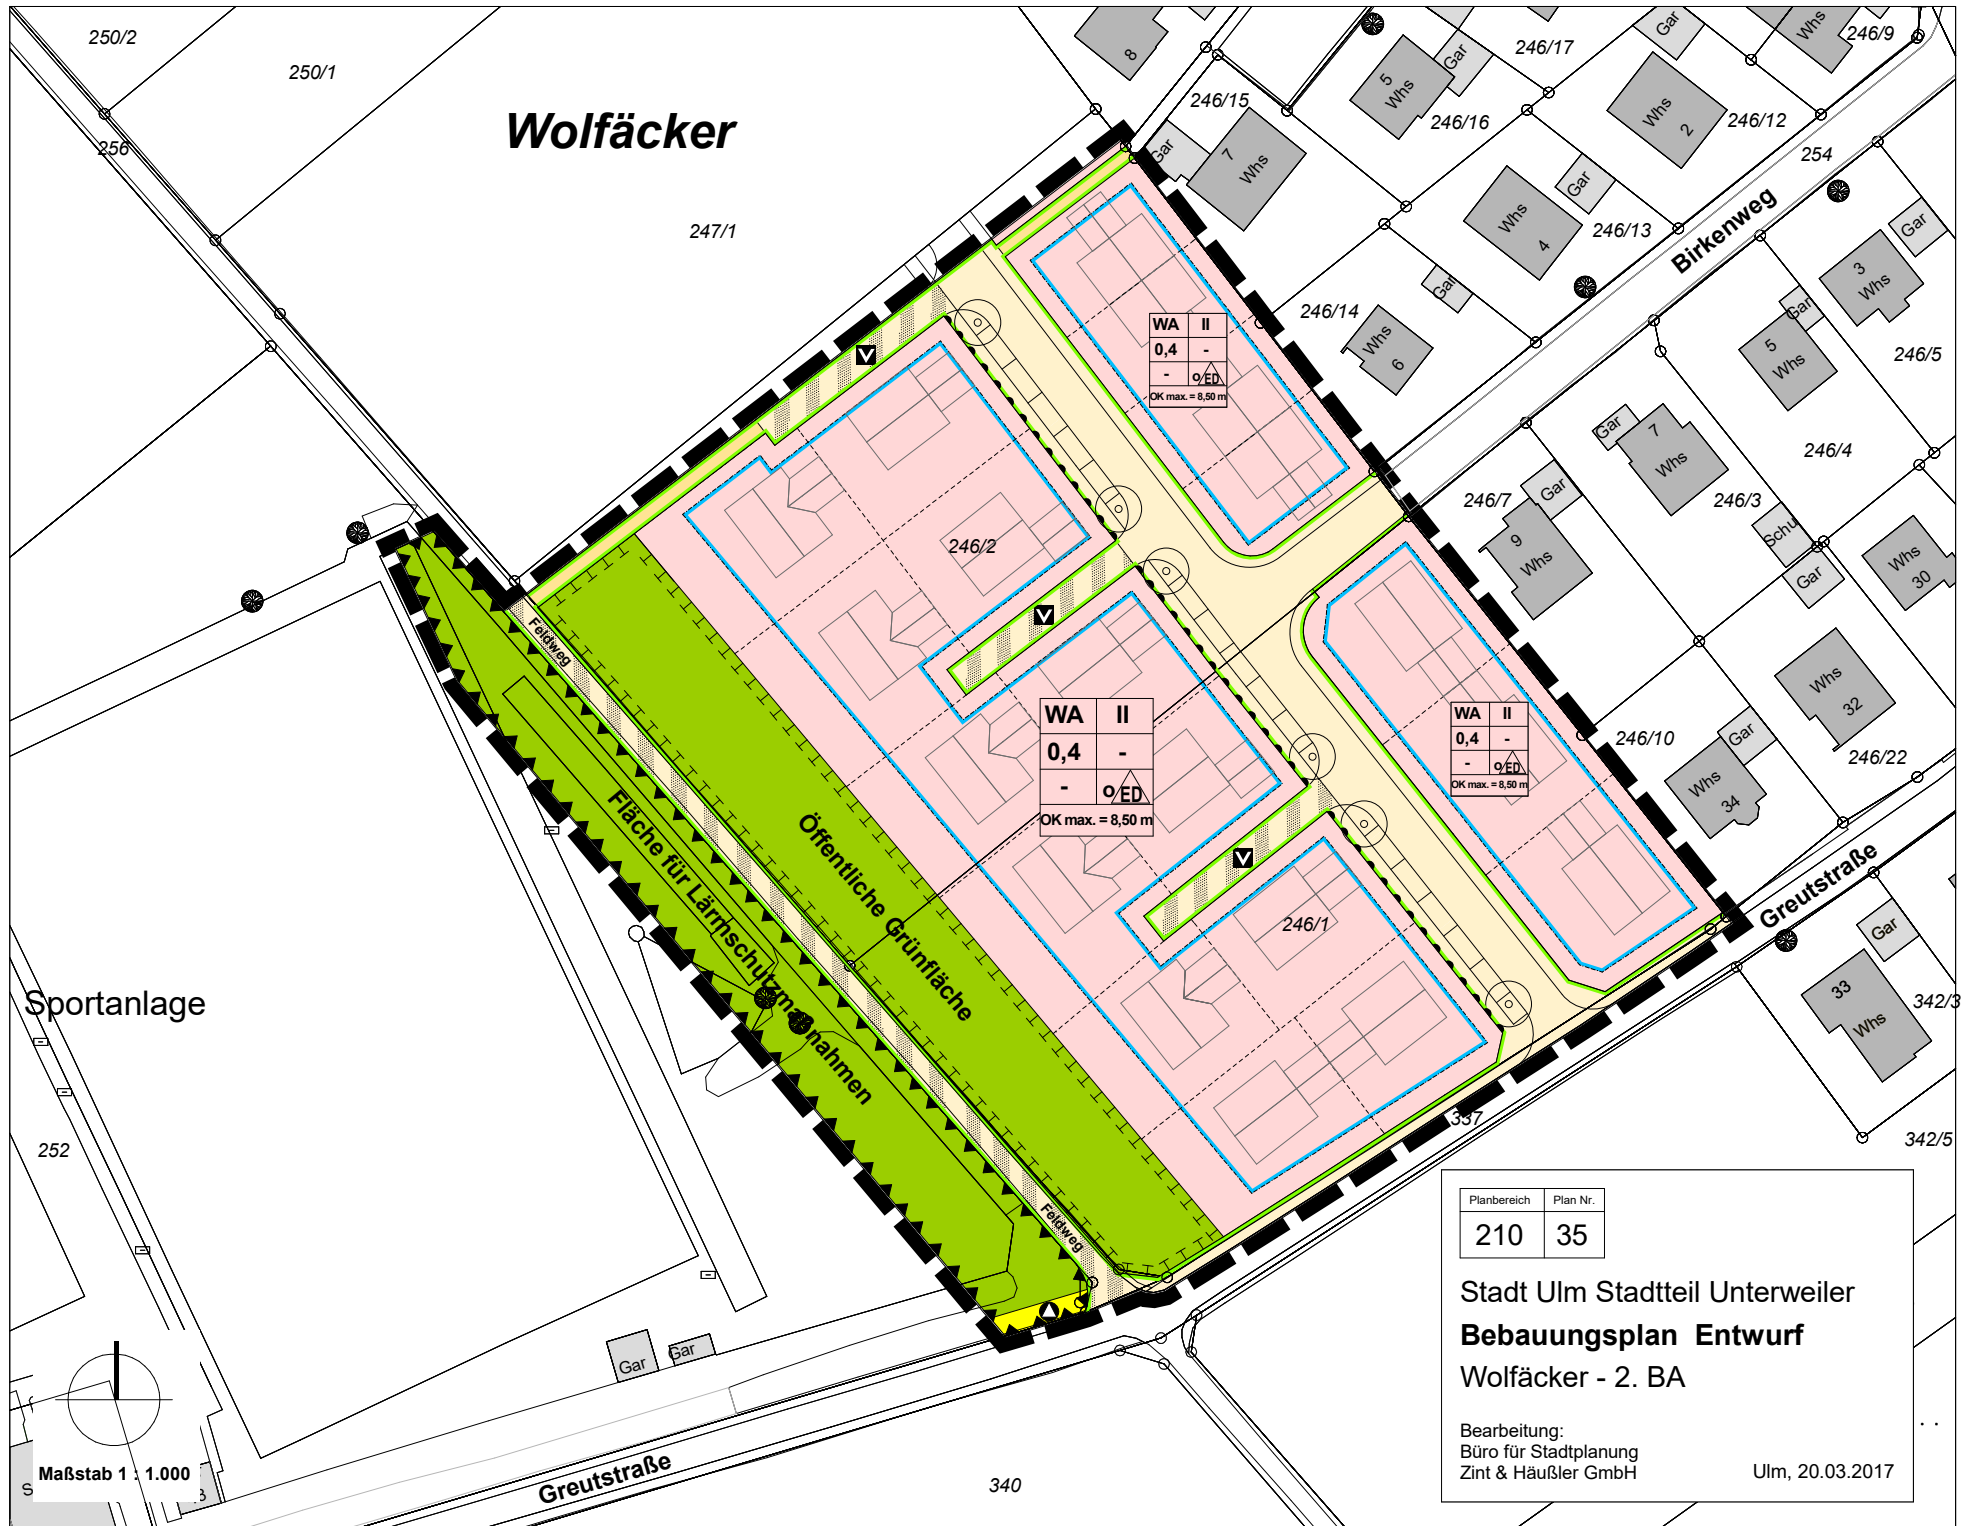 250/2
250/1
256
Wolfäcker
247/1
8
246/15
Gar
7
Whs
5
Whs
Gar
246/16
246/17
Gar
Whs
2
246/12
Whs
246/9
254
Gar
Whs
4
246/13
Birkenweg
Gar
3
Whs
Gar
246/14
Whs
6
Gar
5
Whs
246/5
WA II
0,4 -
- o ED
OK max. = 8,50 m
Gar
7
Whs
246/4
246/3
246/7
Gar
9
Whs
Schu
Gar
Whs
30
246/2
Feldweg
Whs
32
246/22
246/10
Gar
Whs
34
WA II
0,4 -
- o ED
OK max. = 8,50 m
WA II
0,4 -
- o ED
OK max. = 8,50 m
Fläche für Lärmschutzmaßnahmen
Öffentliche Grünfläche
246/1
Greutstraße
Gar
33
Whs
342/3
342/5
337
Sportanlage
252
Feldweg
Gar
Gar
Maßstab 1 : 1.000
Greutstraße
340
Planbereich Plan Nr.
210 35
Stadt Ulm Stadtteil Unterweiler
Bebauungsplan Entwurf
Wolfäcker - 2. BA
Bearbeitung:
Büro für Stadtplanung
Zint & Häußler GmbH
Ulm, 20.03.2017